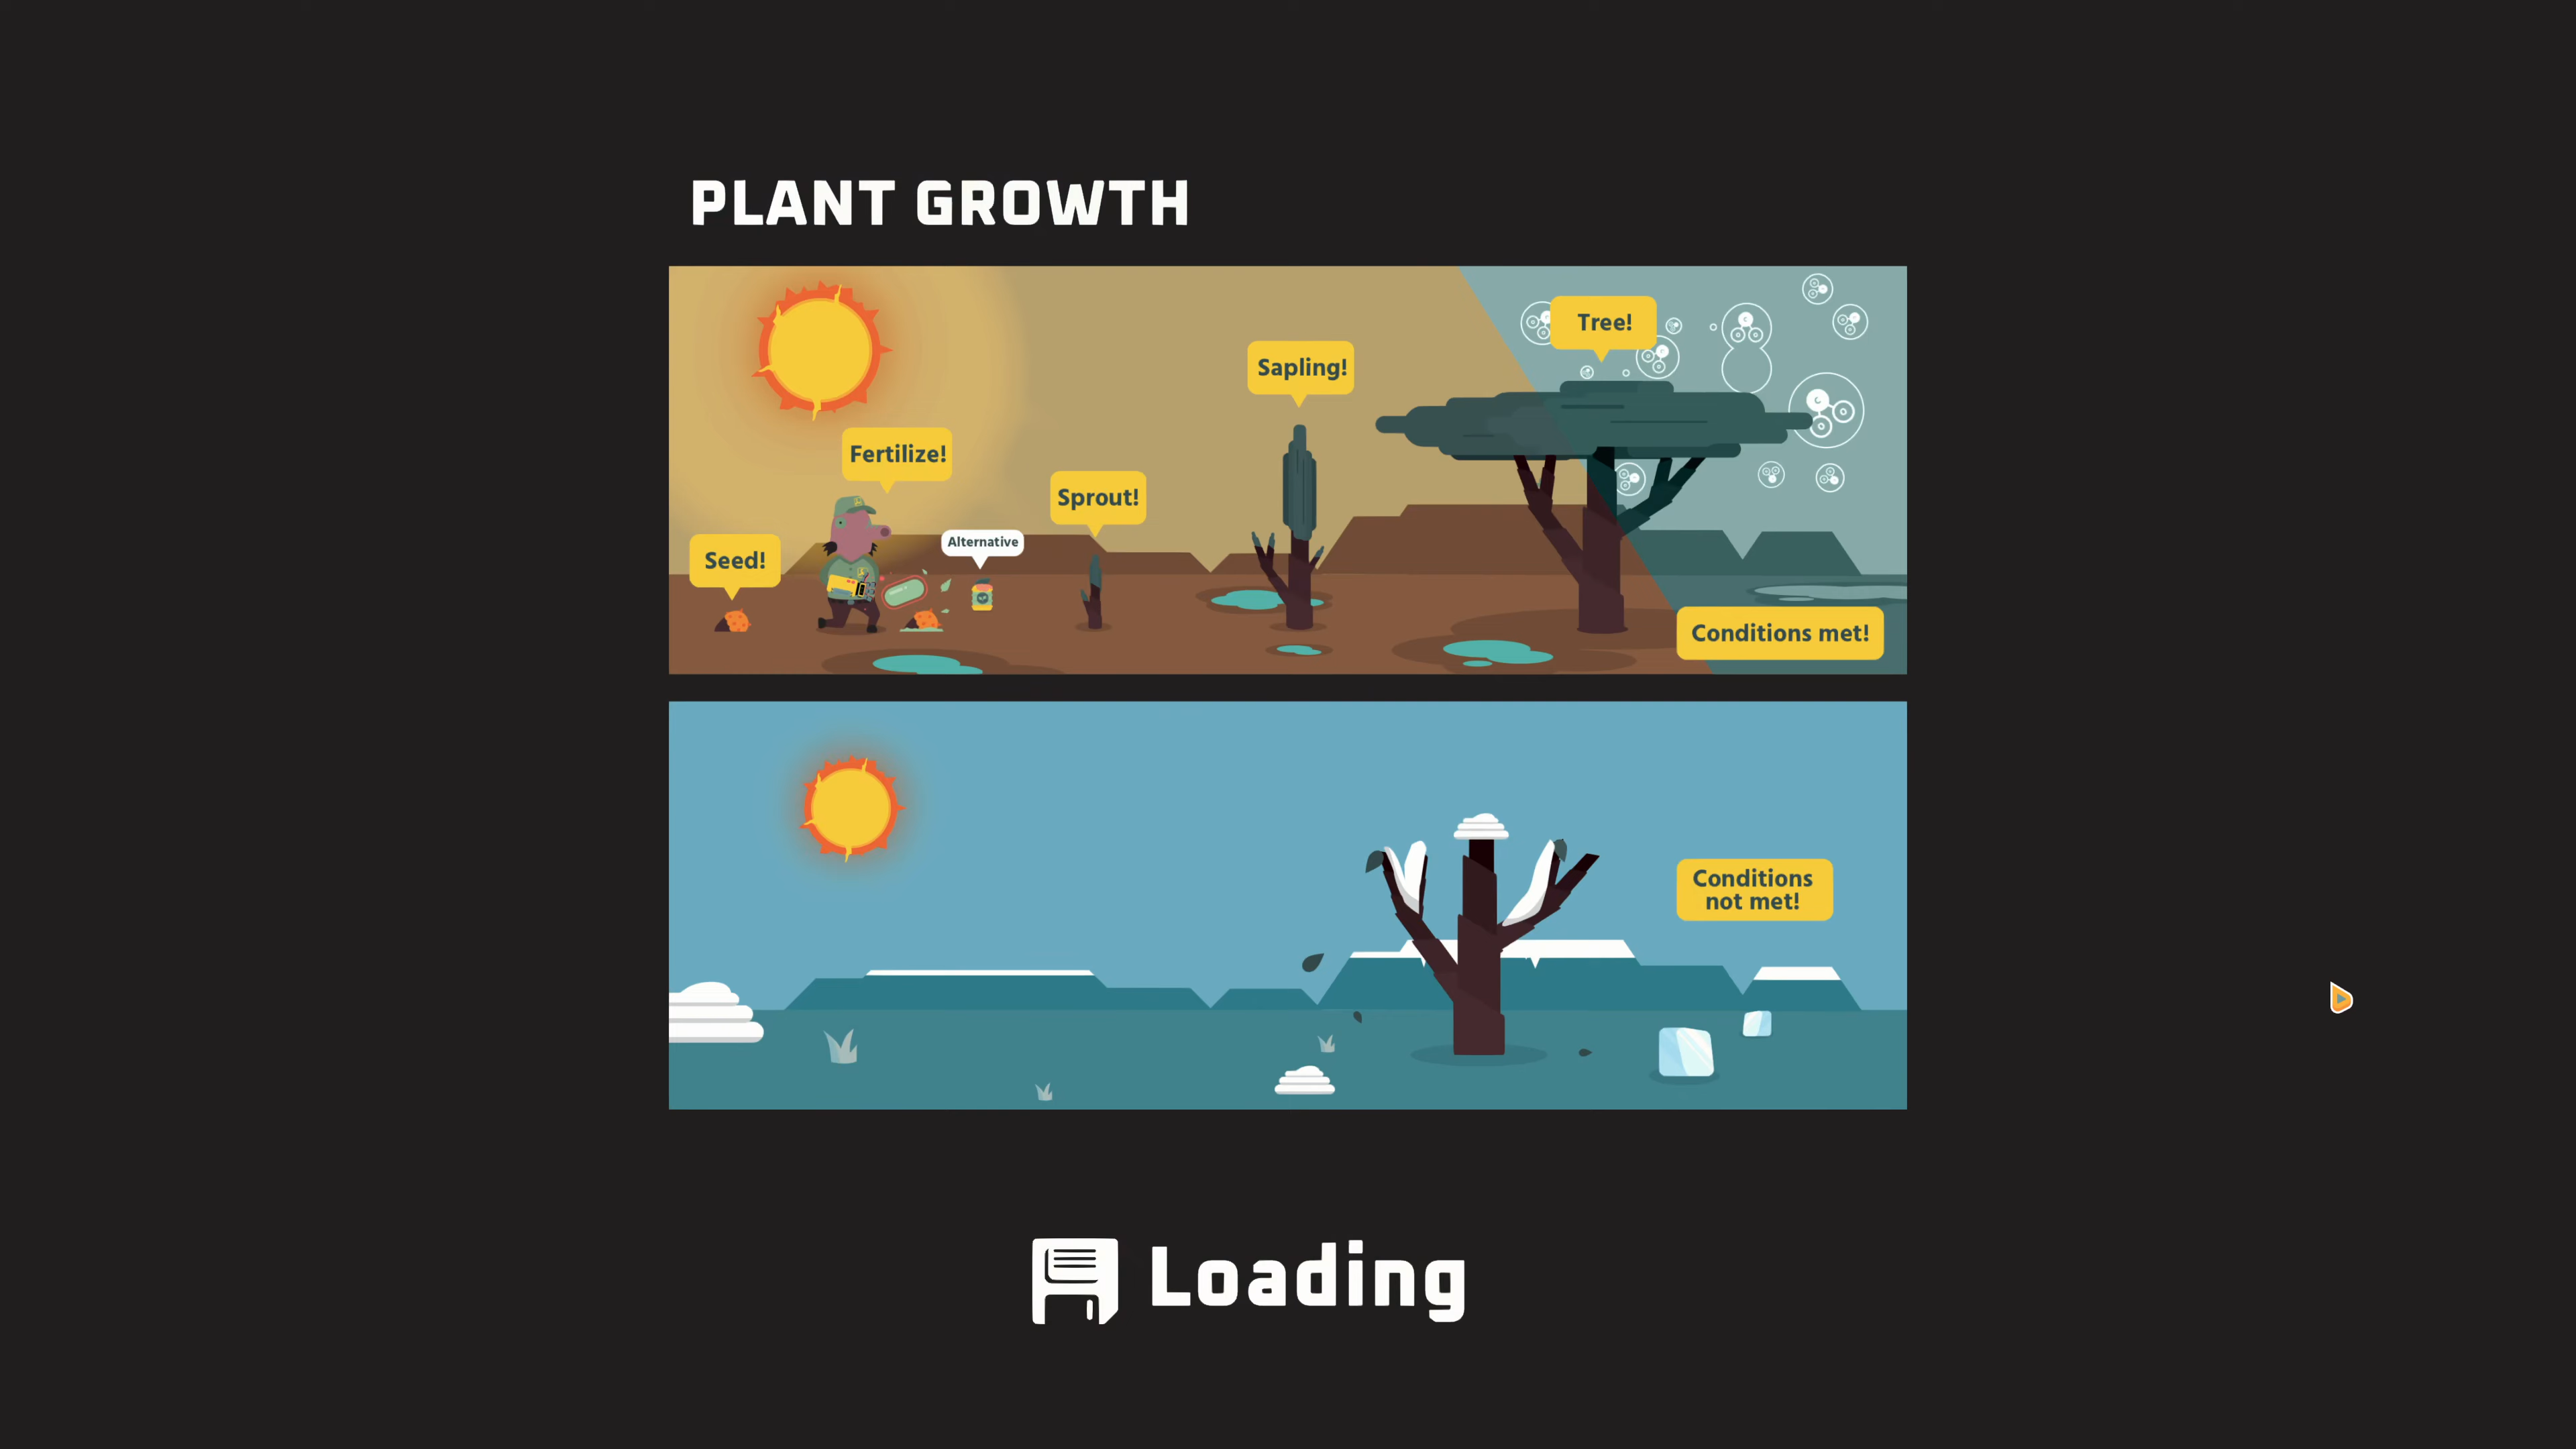 PLANT GROWTH
Tree!
Sapling!
Fertilize!
Sprout!
Alternative
Seed!
Conditions met!
Conditions
not met!
Loading